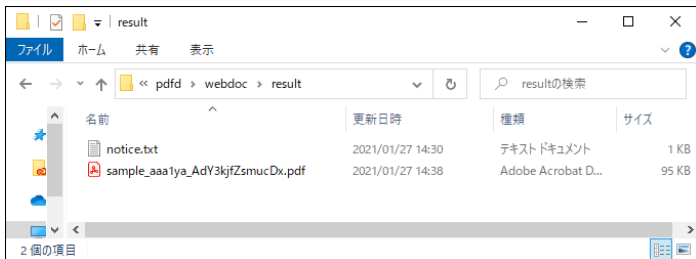 result
ファイル ホーム 共有 表示
« pdfd › webdoc › result
resultの検索
名前 更新日時 種類 サイズ
notice.txt 2021/01/27 14:30 テキスト ドキュメント 1 KB
sample_aaa1ya_AdY3kjfZsmucDx.pdf 2021/01/27 14:38 Adobe Acrobat D... 95 KB
2 個の項目